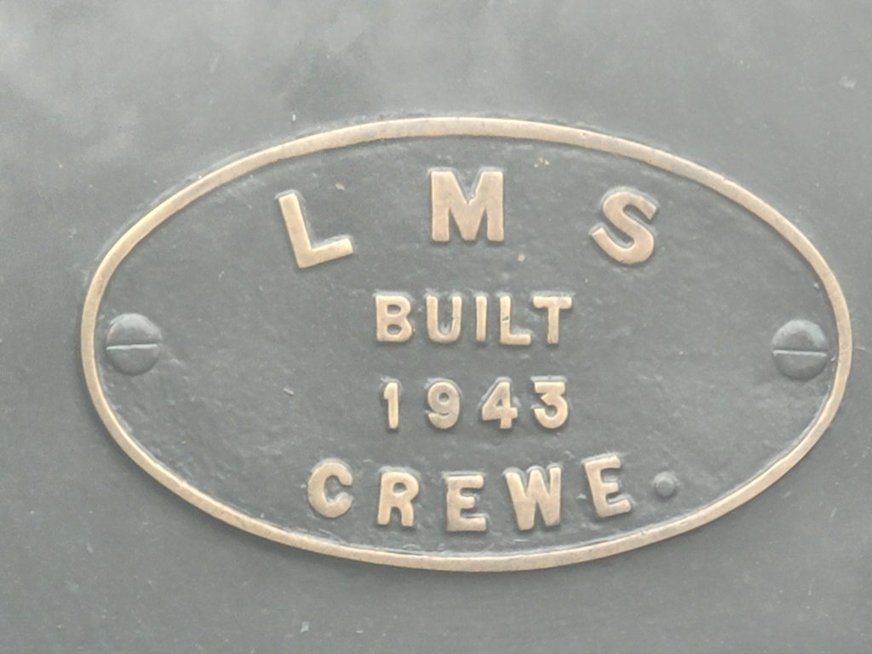 L M S
BUILT
1943
CREWE.